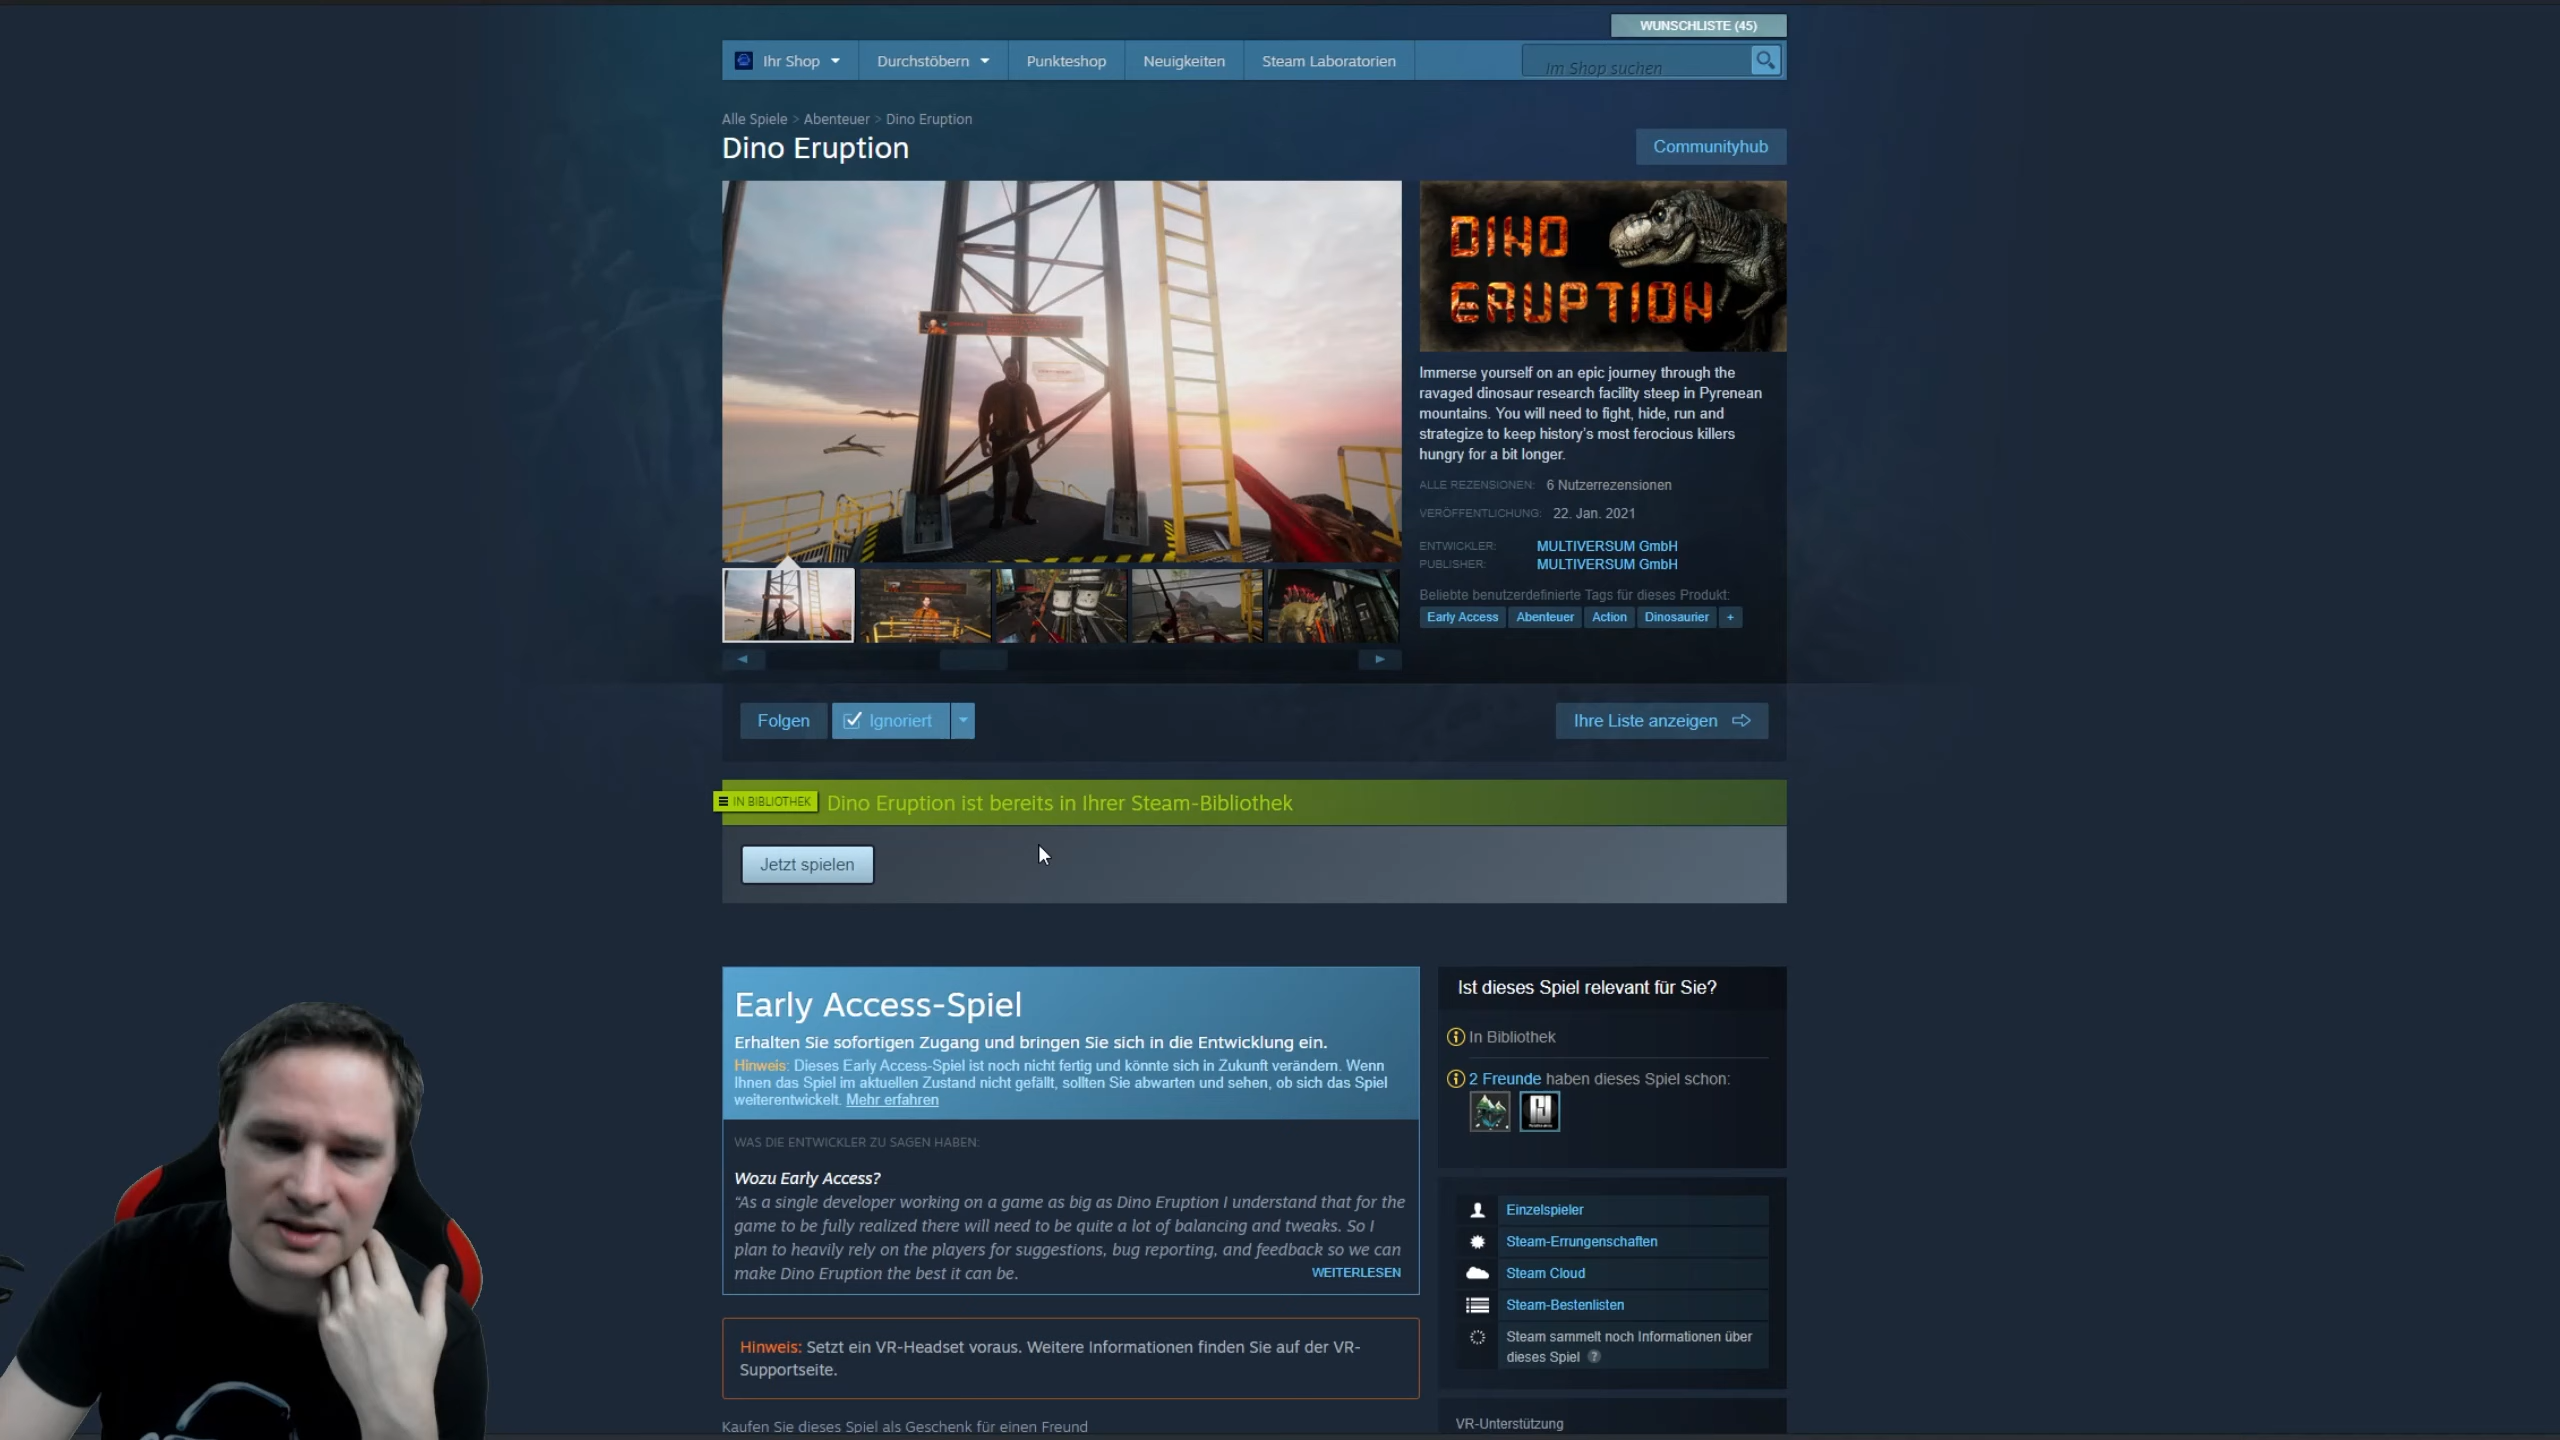 WUNSCHLISTE (45)
Ihr Shop
Durchstöbern
Punkteshop
Neuigkeiten
Steam Laboratorien
Im Shop suchen
Alle Spiele > Abenteuer > Dino Eruption
Dino Eruption
Communityhub
DINO
ERUPTION
Immerse yourself on an epic journey through the
ravaged dinosaur research facility steep in Pyrenean
mountains. You will need to fight, hide, run and
strategize to keep history's most ferocious killers
hungry for a bit longer.
ALLE REZENSIONEN: 6 Nutzerrezensionen
VERÖFFENTLICHUNG: 22. Jan. 2021
ENTWICKLER: MULTIVERSUM GmbH
PUBLISHER: MULTIVERSUM GmbH
Beliebte benutzerdefinierte Tags für dieses Produkt:
Early Access Abenteuer Action Dinosaurier +
Folgen
Ignoriert
Ihre Liste anzeigen
IN BIBLIOTHEK
Dino Eruption ist bereits in Ihrer Steam-Bibliothek
Jetzt spielen
Early Access-Spiel
Erhalten Sie sofortigen Zugang und bringen Sie sich in die Entwicklung ein.
Hinweis: Dieses Early Access-Spiel ist noch nicht fertig und könnte sich in Zukunft verändern. Wenn
Ihnen das Spiel im aktuellen Zustand nicht gefällt, sollten Sie abwarten und sehen, ob sich das Spiel
weiterentwickelt. Mehr erfahren
WAS DIE ENTWICKLER ZU SAGEN HABEN:
Wozu Early Access?
“As a single developer working on a game as big as Dino Eruption I understand that for the
game to be fully realized there will need to be quite a lot of balancing and tweaks. So I
plan to heavily rely on the players for suggestions, bug reporting, and feedback so we can
make Dino Eruption the best it can be.
WEITERLESEN
Hinweis: Setzt ein VR-Headset voraus. Weitere Informationen finden Sie auf der VR-
Supportseite.
Kaufen Sie dieses Spiel als Geschenk für einen Freund
Ist dieses Spiel relevant für Sie?
In Bibliothek
2 Freunde haben dieses Spiel schon:
Einzelspieler
Steam-Errungenschaften
Steam Cloud
Steam-Bestenlisten
Steam sammelt noch Informationen über
dieses Spiel ?
VR-Unterstützung